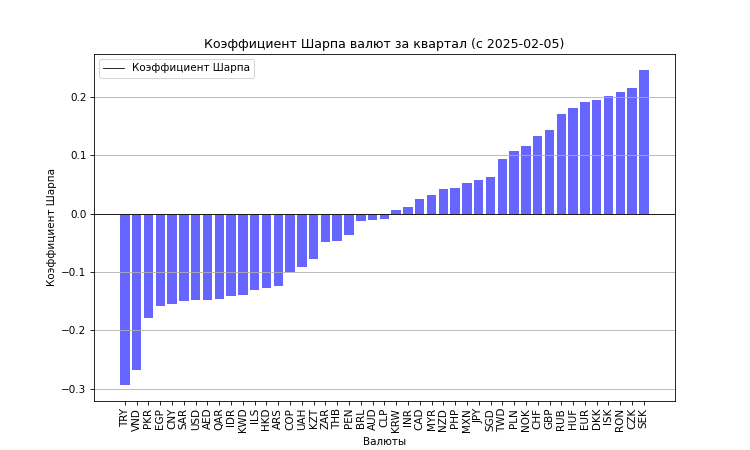 Коэффициент Шарпа валют за квартал (с 2025-02-05)
Коэффициент Шарпа
Коэффициент Шарпа
0.2
0.1
0.0
−0.1
−0.2
−0.3
TRY VND PKR EGP CNY SAR USD AED QAR IDR KWD ILS HKD ARS COP UAH KZT ZAR THB PEN BRL AUD CLP KRW INR CAD MYR NZD PHP MXN JPY SGD TWD PLN NOK CHF GBP RUB HUF EUR DKK ISK RON CZK SEK
Валюты